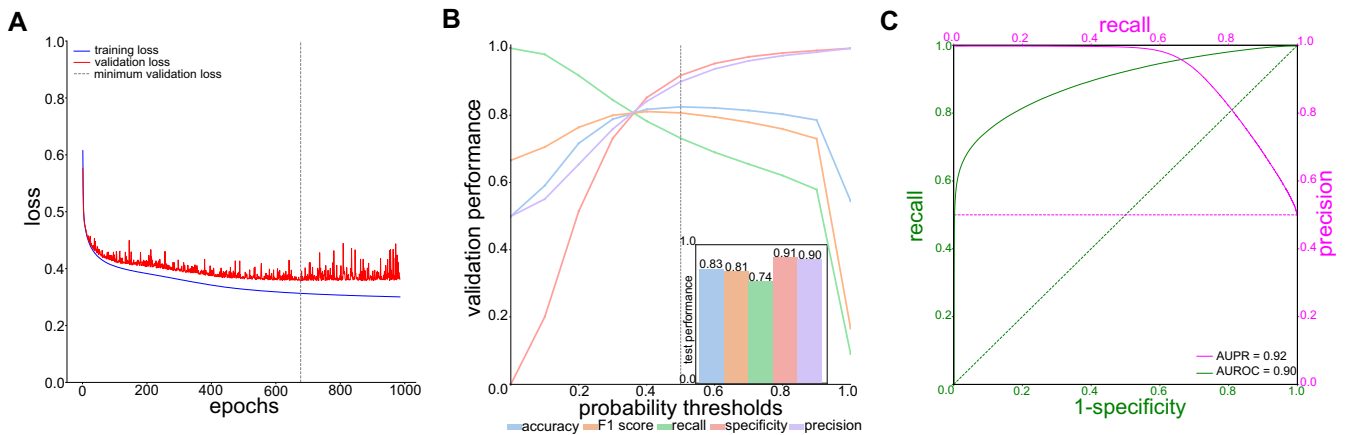 A
1.0
0.8
0.6
0.5
0.4
0.2
0.0
loss
training loss
validation loss
minimum validation loss
0
200
400
600
800
1000
epochs
B
1.0
0.8
0.6
0.4
0.2
0.0
validation performance
0.2
0.4
0.6
0.8
1.0
probability thresholds
1.0
0.0
test performance
0.83
0.81
0.74
0.91
0.90
accuracy
F1 score
recall
specificity
precision
C
recall
0.0
0.2
0.4
0.6
0.8
1.0
1.0
0.8
0.6
0.4
0.2
0.0
recall
1.0
0.8
0.6
0.4
0.2
0.0
precision
AUPR = 0.92
AUROC = 0.90
0.0
0.2
0.4
0.6
0.8
1.0
1-specificity